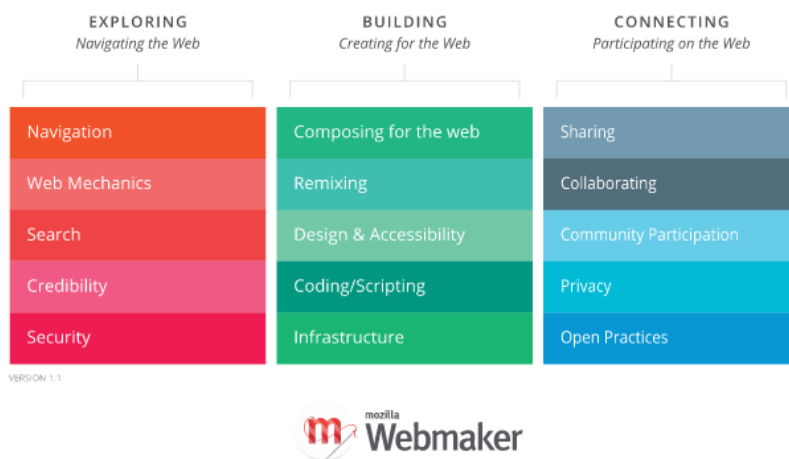 EXPLORING
Navigating the Web
Navigation
Web Mechanics
Search
Credibility
Security
BUILDING
Creating for the Web
Composing for the web
Remixing
Design & Accessibility
Coding/Scripting
Infrastructure
CONNECTING
Participating on the Web
Sharing
Collaborating
Community Participation
Privacy
Open Practices
VERSION 1.1
m
mozilla
Webmaker